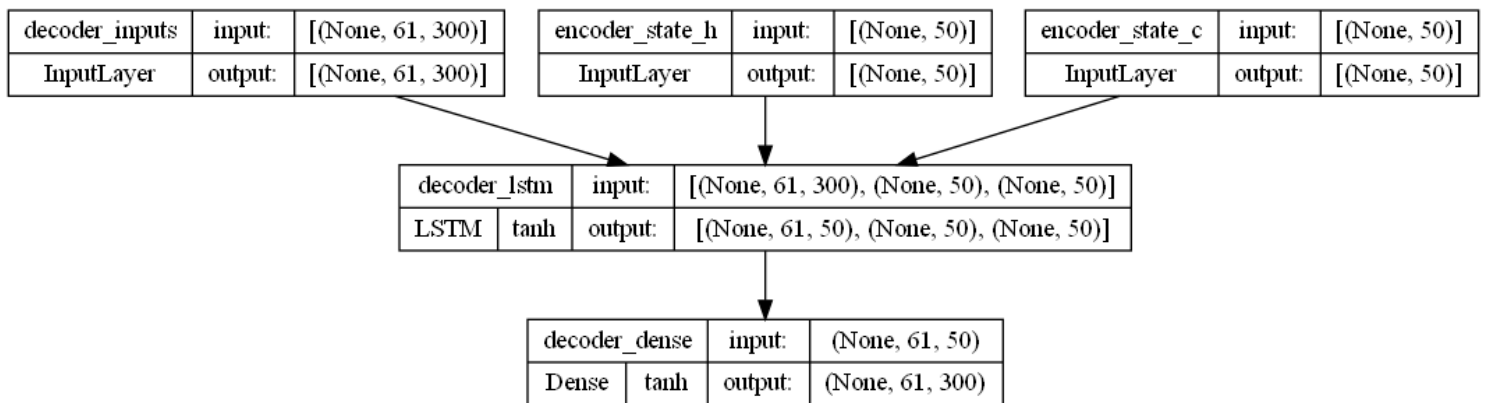 decoder_inputs input: [(None, 61, 300)]
InputLayer output: [(None, 61, 300)]
encoder_state_h input: [(None, 50)]
InputLayer output: [(None, 50)]
encoder_state_c input: [(None, 50)]
InputLayer output: [(None, 50)]
decoder_lstm input: [(None, 61, 300), (None, 50), (None, 50)]
LSTM tanh output: [(None, 61, 50), (None, 50), (None, 50)]
decoder_dense input: (None, 61, 50)
Dense tanh output: (None, 61, 300)